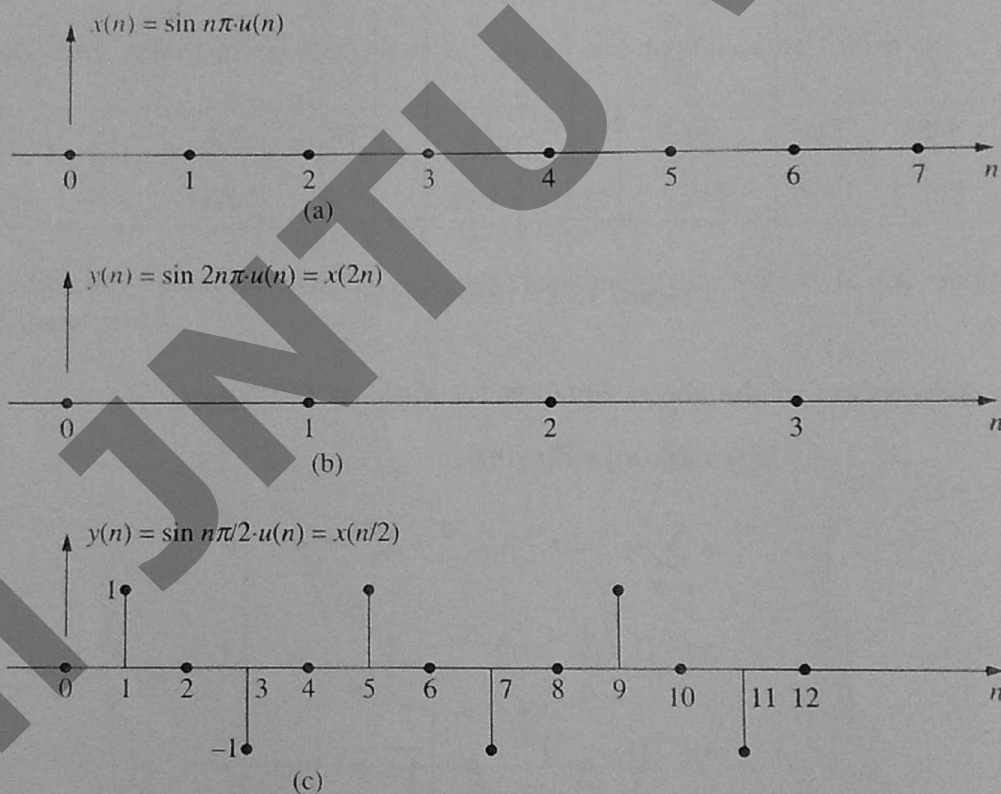 x(n) = sin nπ·u(n)
0 1 2 3 4 5 6 7 n
(a)
y(n) = sin 2nπ·u(n) = x(2n)
0 1 2 3 n
(b)
y(n) = sin nπ/2·u(n) = x(n/2)
1
0 1 2 3 4 5 6 7 8 9 10 11 12 n
−1
(c)
JNTU